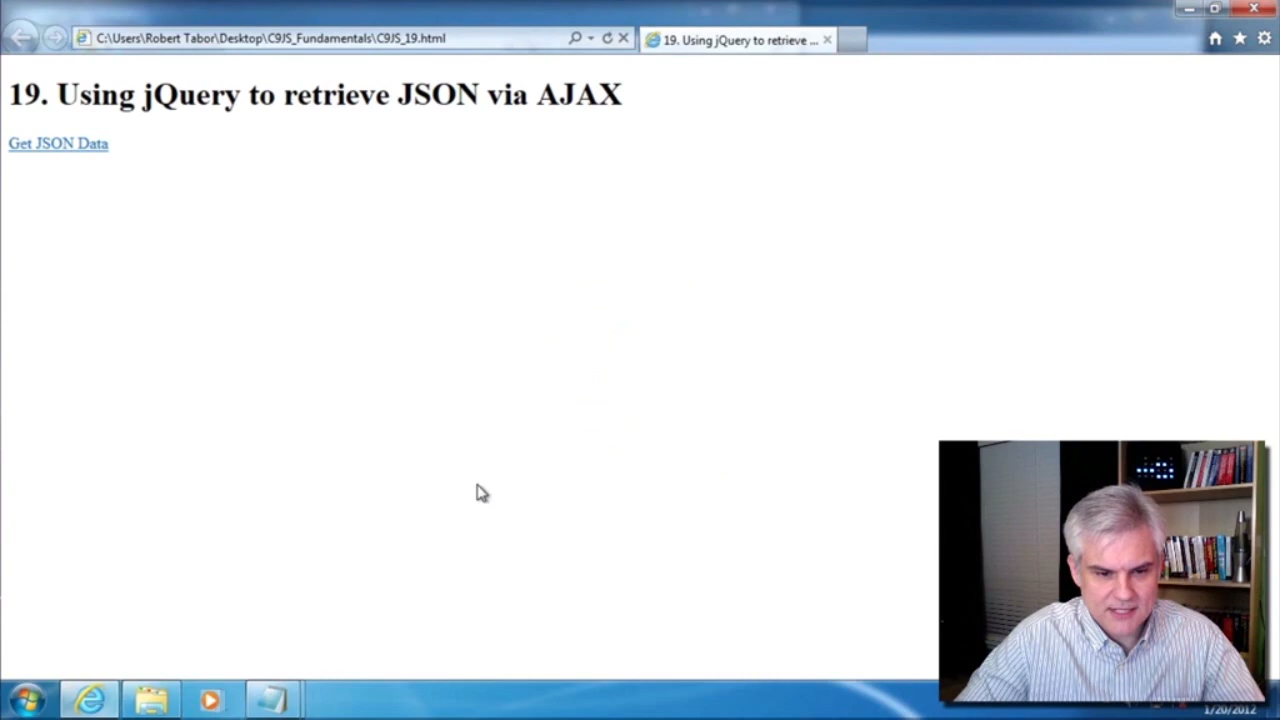 C:\Users\Robert Tabor\Desktop\C9JS_Fundamentals\C9JS_19.html
19. Using jQuery to retrieve ...
19. Using jQuery to retrieve JSON via AJAX
Get JSON Data
1/20/2012